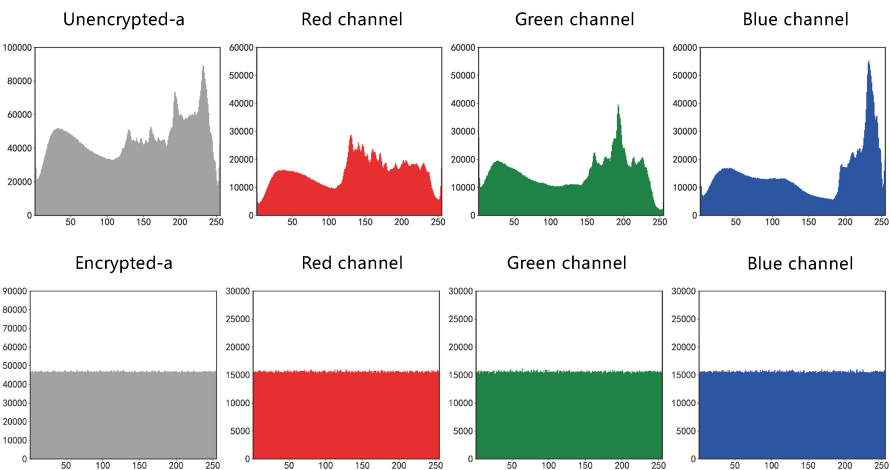 Unencrypted-a Red channel Green channel Blue channel
100000 60000 60000 60000
80000 50000 50000 50000
60000 40000 40000 40000
40000 30000 30000 30000
20000 20000 20000 20000
0 10000 10000 10000
0 0 0
50 100 150 200 250 50 100 150 200 250 50 100 150 200 250 50 100 150 200 250
Encrypted-a Red channel Green channel Blue channel
90000 30000 30000 30000
80000 25000 25000 25000
70000 20000 20000 20000
60000 15000 15000 15000
50000 10000 10000 10000
40000 5000 5000 5000
30000 0 0 0
20000
10000
0
50 100 150 200 250 50 100 150 200 250 50 100 150 200 250 50 100 150 200 250